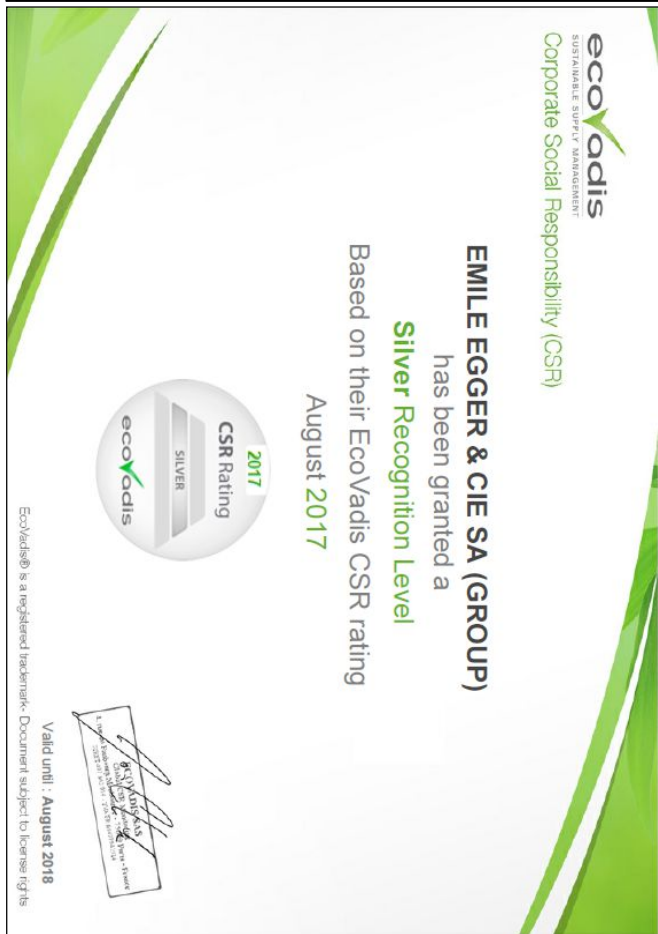 ecoVadis
SUSTAINABLE SUPPLY MANAGEMENT
Corporate Social Responsibility (CSR)
EMILE EGGER & CIE SA (GROUP)
has been granted a
Silver Recognition Level
Based on their EcoVadis CSR rating
August 2017
2017
CSR Rating
SILVER
ecoVadis
ECOVADIS SAS
Valid until : August 2018
EcoVadis® is a registered trademark- Document subject to license rights